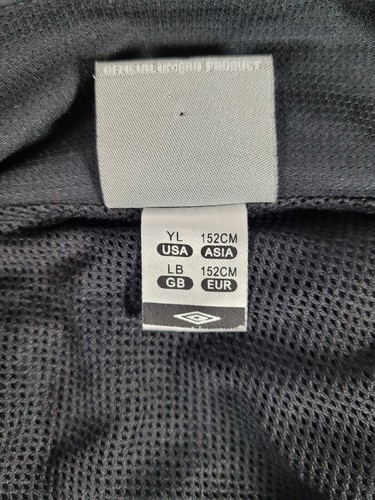 OFFICIAL UMBRO PRODUCT
YL 152CM
USA ASIA
LB 152CM
GB EUR